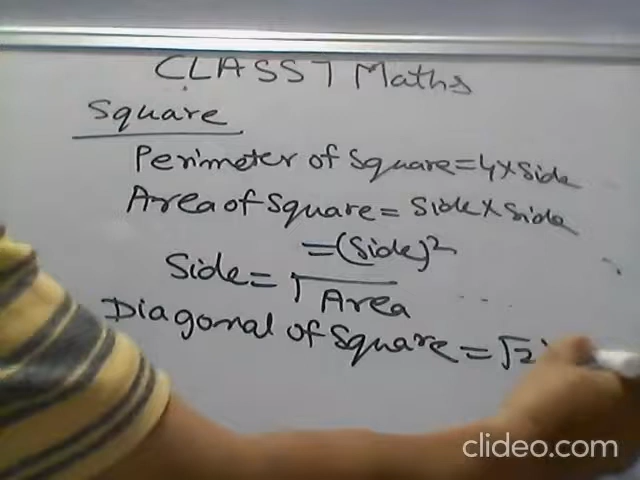 CLASS 7 Maths
Square
Perimeter of Square = 4 × Side
Area of Square = Side × Side
= (Side)²
Side = √Area
Diagonal of Square = √2
clideo.com